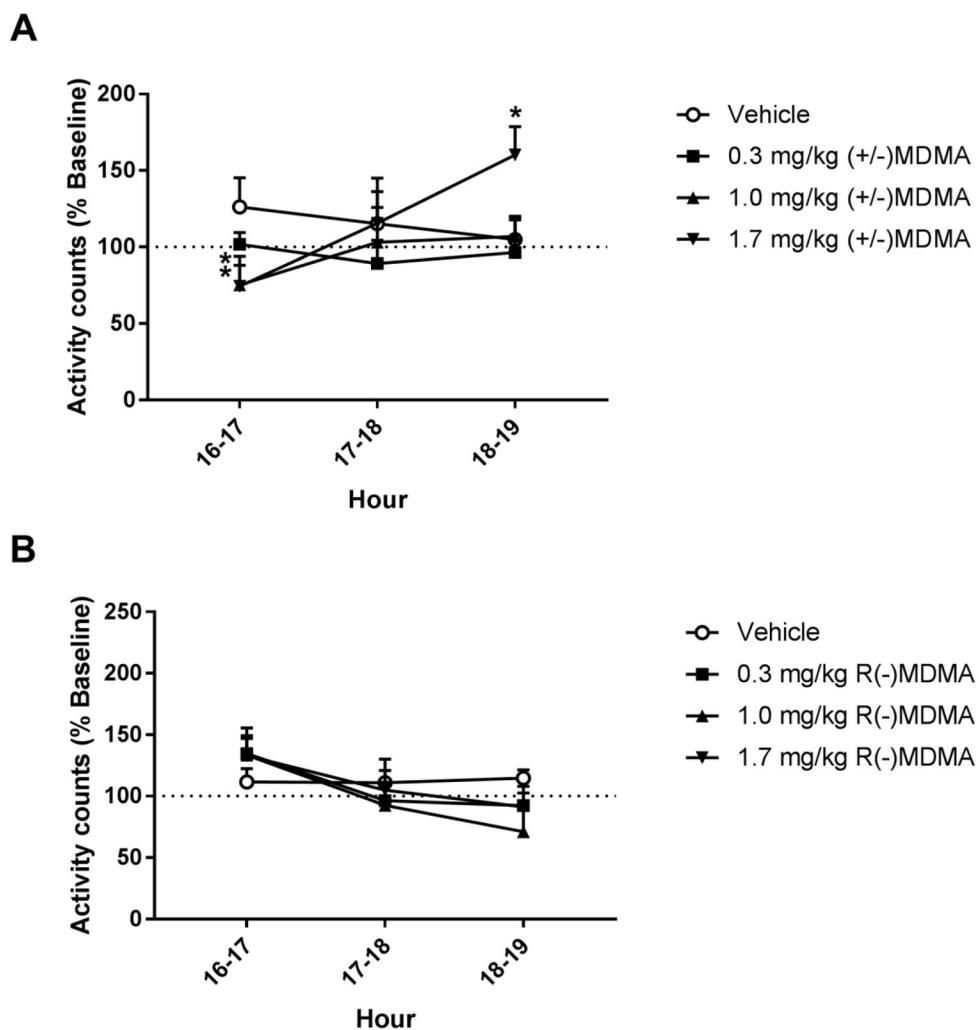 A
Activity counts (% Baseline)
200
150
100
50
0
*
*
*
16-17
17-18
18-19
Hour
Vehicle
0.3 mg/kg (+/-)MDMA
1.0 mg/kg (+/-)MDMA
1.7 mg/kg (+/-)MDMA
B
Activity counts (% Baseline)
250
200
150
100
50
0
16-17
17-18
18-19
Hour
Vehicle
0.3 mg/kg R(-)MDMA
1.0 mg/kg R(-)MDMA
1.7 mg/kg R(-)MDMA